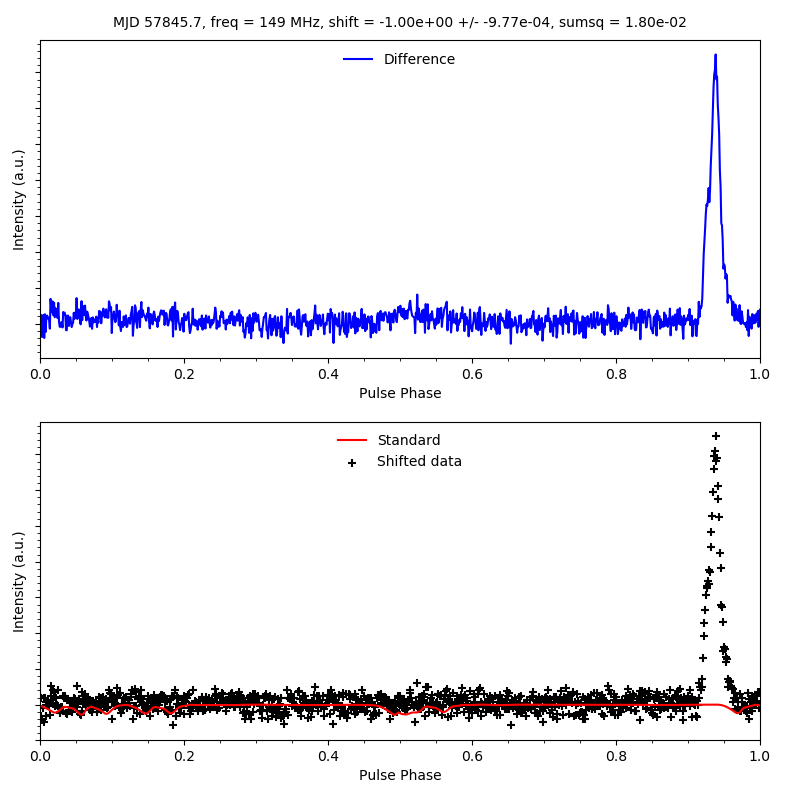 MJD 57845.7, freq = 149 MHz, shift = -1.00e+00 +/- -9.77e-04, sumsq = 1.80e-02
Difference
Intensity (a.u.)
0.0 0.2 0.4 0.6 0.8 1.0
Pulse Phase
Standard
Shifted data
Intensity (a.u.)
0.0 0.2 0.4 0.6 0.8 1.0
Pulse Phase